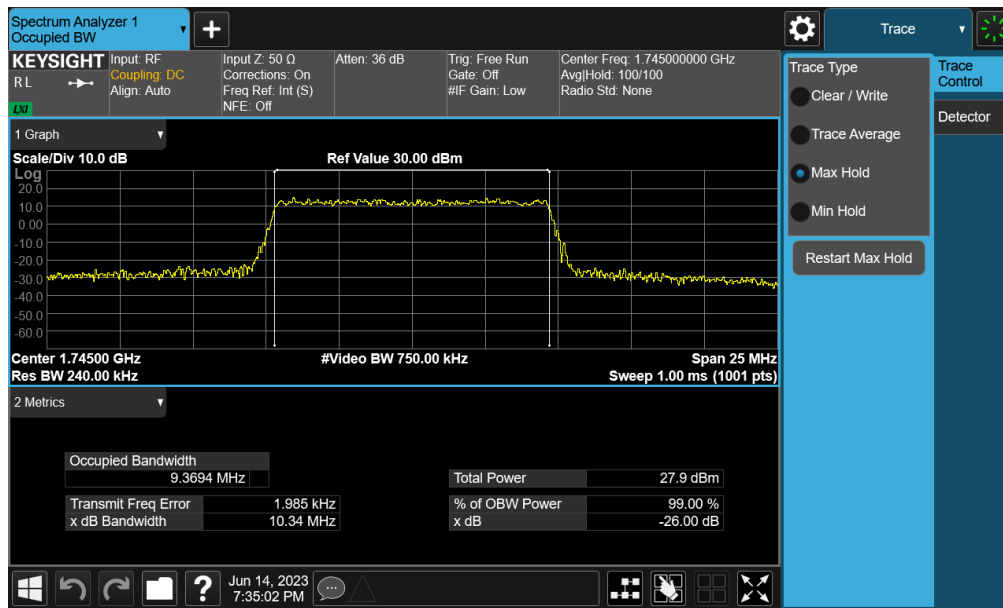 Spectrum Analyzer 1
Occupied BW
+
Trace
KEYSIGHT
Input: RF
Input Z: 50 Ω
Atten: 36 dB
Trig: Free Run
Center Freq: 1.745000000 GHz
R L
Coupling: DC
Corrections: On
Gate: Off
Avg|Hold: 100/100
Align: Auto
Freq Ref: Int (S)
#IF Gain: Low
Radio Std: None
LXI
NFE: Off
Trace Type
Clear / Write
Trace Average
Max Hold
Min Hold
Restart Max Hold
Trace
Control
Detector
1 Graph
Scale/Div 10.0 dB
Ref Value 30.00 dBm
Log
20.0
10.0
0.00
-10.0
-20.0
-30.0
-40.0
-50.0
-60.0
Center 1.74500 GHz
#Video BW 750.00 kHz
Span 25 MHz
Res BW 240.00 kHz
Sweep 1.00 ms (1001 pts)
2 Metrics
Occupied Bandwidth
9.3694 MHz
Total Power 27.9 dBm
Transmit Freq Error 1.985 kHz
% of OBW Power 99.00 %
x dB Bandwidth 10.34 MHz
x dB -26.00 dB
?
Jun 14, 2023
7:35:02 PM